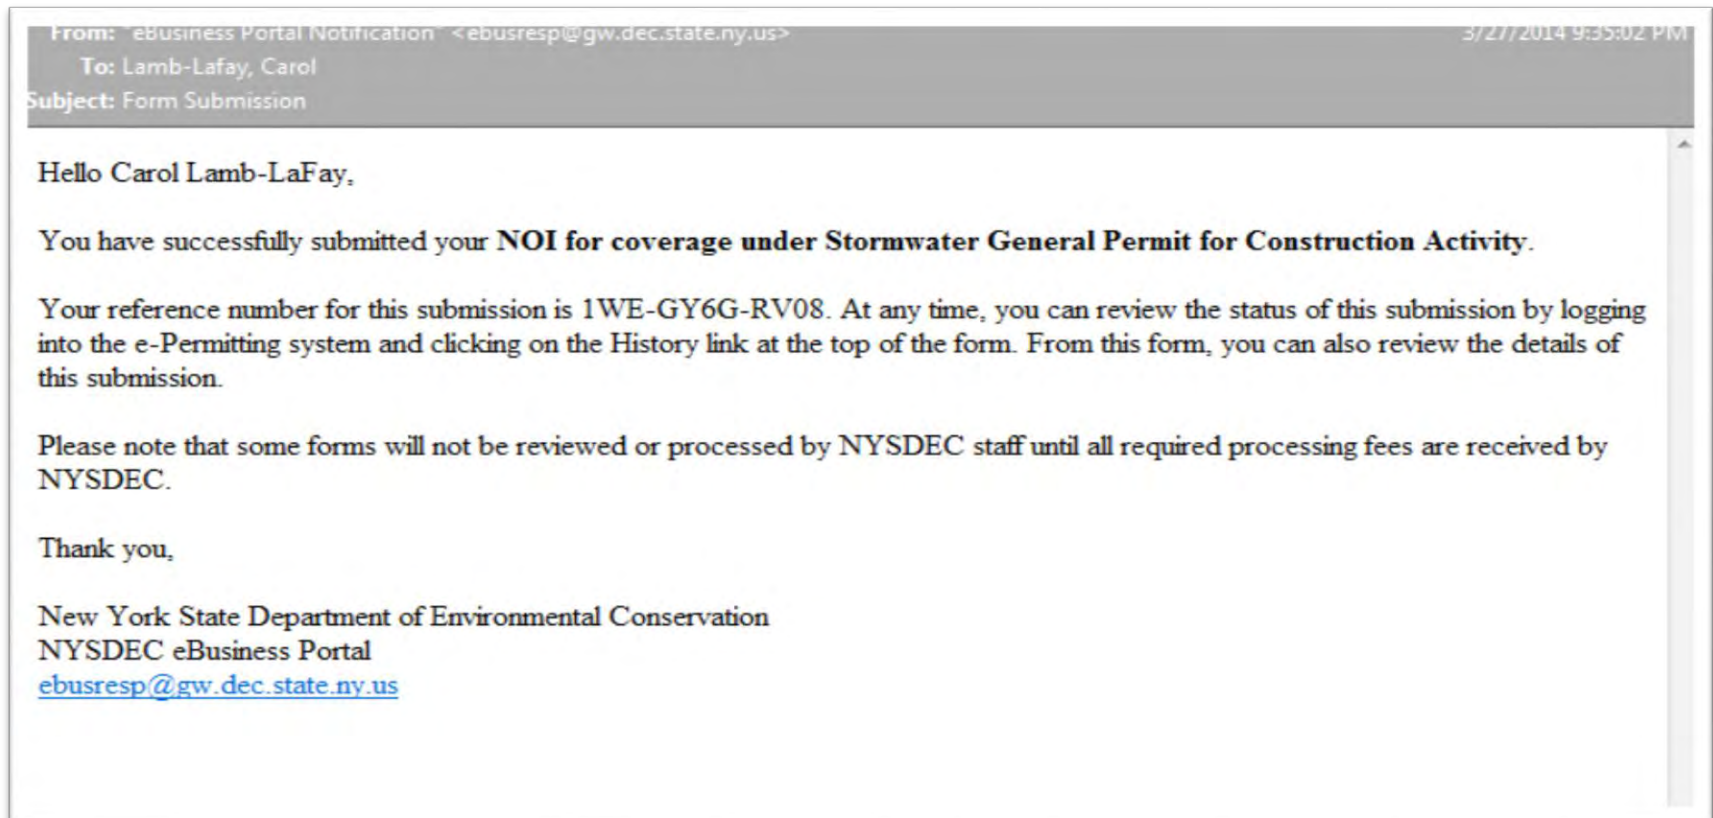 From: "eBusiness Portal Notification" <ebusresp@gw.dec.state.ny.us> 3/27/2014 9:35:02 PM
To: Lamb-Lafay, Carol
Subject: Form Submission
Hello Carol Lamb-LaFay,
You have successfully submitted your NOI for coverage under Stormwater General Permit for Construction Activity.
Your reference number for this submission is 1WE-GY6G-RV08. At any time, you can review the status of this submission by logging
into the e-Permitting system and clicking on the History link at the top of the form. From this form, you can also review the details of
this submission.
Please note that some forms will not be reviewed or processed by NYSDEC staff until all required processing fees are received by
NYSDEC.
Thank you,
New York State Department of Environmental Conservation
NYSDEC eBusiness Portal
ebusresp@gw.dec.state.ny.us